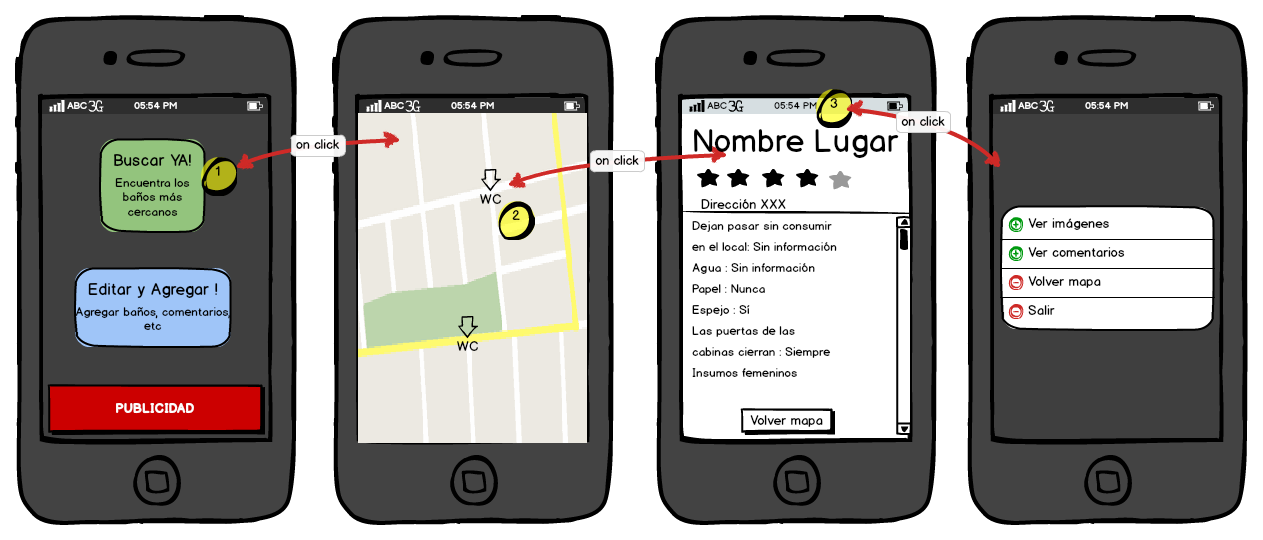 ABC 3G 05:54 PM
Buscar YA!
Encuentra los
baños más
cercanos
1
Editar y Agregar !
Agregar baños, comentarios,
etc
PUBLICIDAD
on click
ABC 3G 05:54 PM
WC
2
WC
on click
ABC 3G 05:54 PM
3
Nombre Lugar
Dirección XXX
Dejan pasar sin consumir
en el local: Sin información
Agua : Sin información
Papel : Nunca
Espejo : Sí
Las puertas de las
cabinas cierran : Siempre
Insumos femeninos
Volver mapa
on click
ABC 3G 05:54 PM
Ver imágenes
Ver comentarios
Volver mapa
Salir